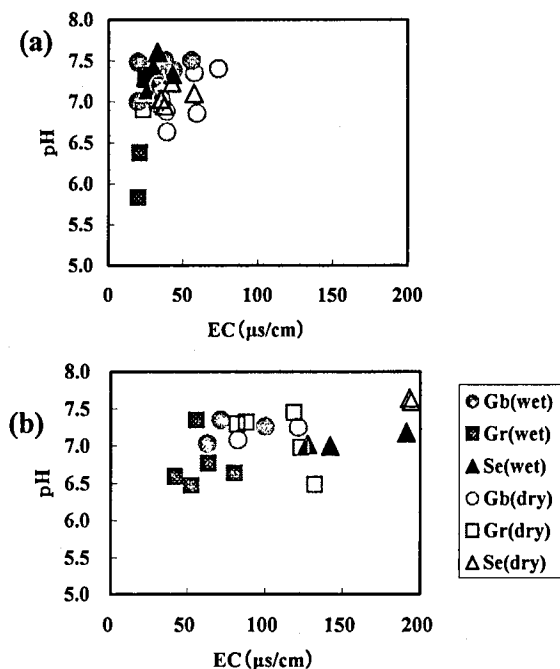 (a)
8.0
7.5
7.0
6.5
6.0
5.5
5.0
pH
0 50 100 150 200
EC(µs/cm)
(b)
8.0
7.5
7.0
6.5
6.0
5.5
5.0
pH
0 50 100 150 200
EC(µs/cm)
Gb(wet)
Gr(wet)
Se(wet)
Gb(dry)
Gr(dry)
Se(dry)